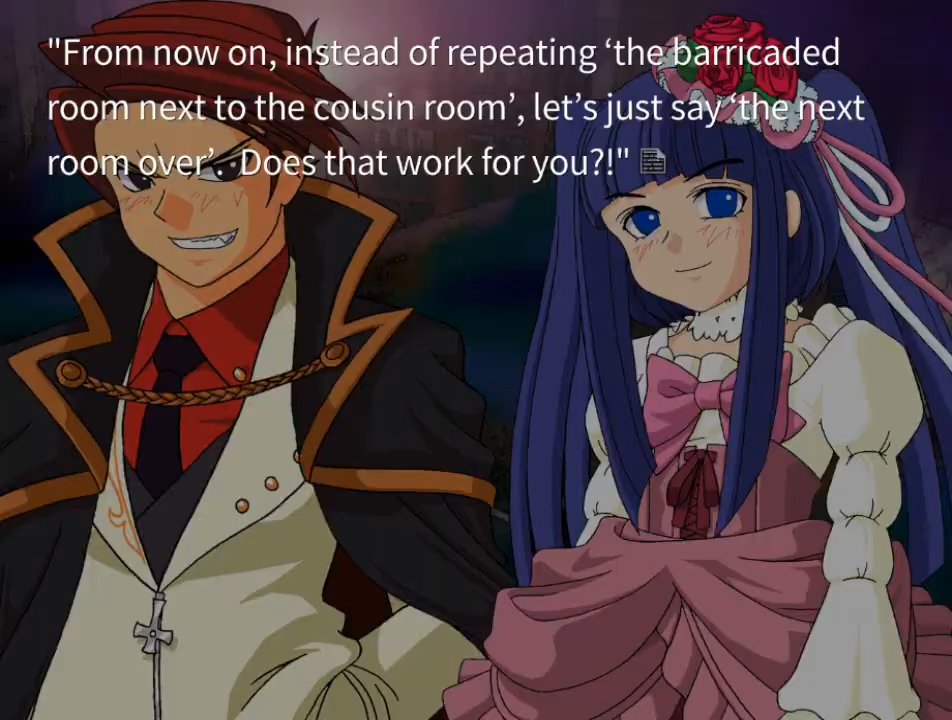 "From now on, instead of repeating ‘the barricaded
room next to the cousin room’, let’s just say ‘the next
room over’.  Does that work for you?!"